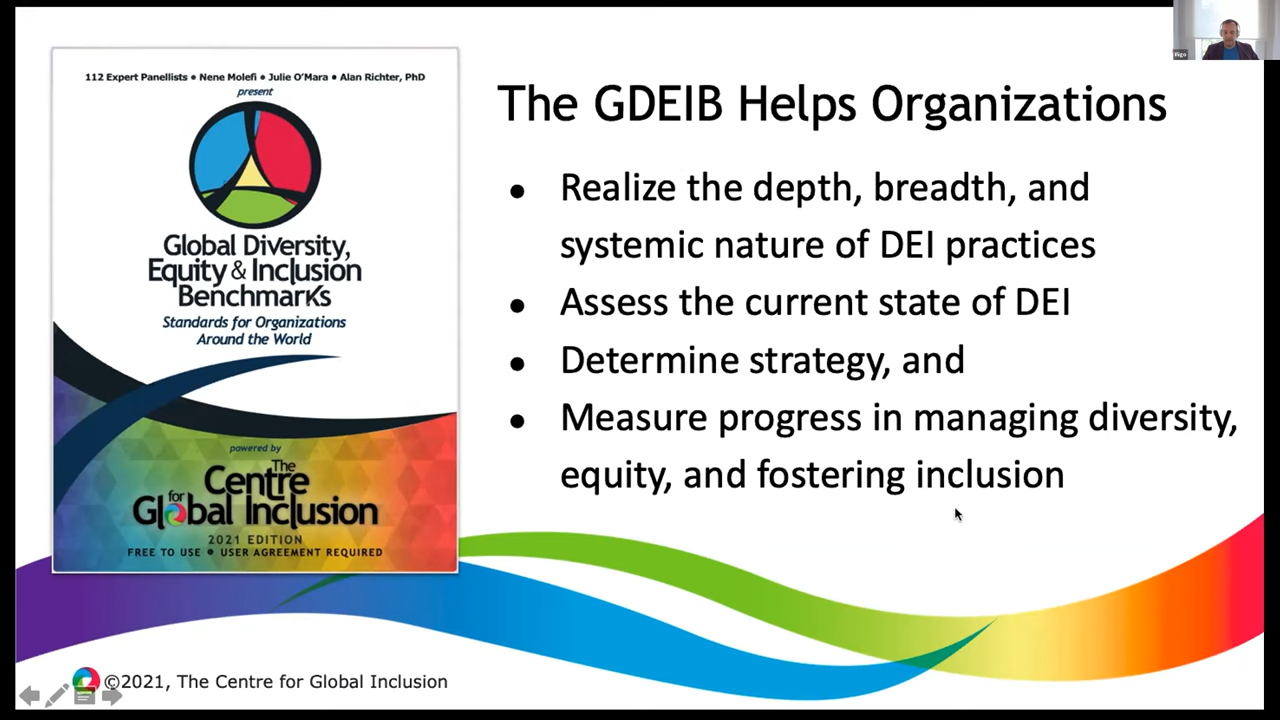 112 Expert Panellists • Nene Molefi • Julie O’Mara • Alan Richter, PhD
present
Global Diversity,
Equity & Inclusion
Benchmarks
Standards for Organizations
Around the World
powered by
The
Centre
for
Global Inclusion
2021 EDITION
FREE TO USE • USER AGREEMENT REQUIRED
The GDEIB Helps Organizations
• Realize the depth, breadth, and
systemic nature of DEI practices
• Assess the current state of DEI
• Determine strategy, and
• Measure progress in managing diversity,
equity, and fostering inclusion
©2021, The Centre for Global Inclusion